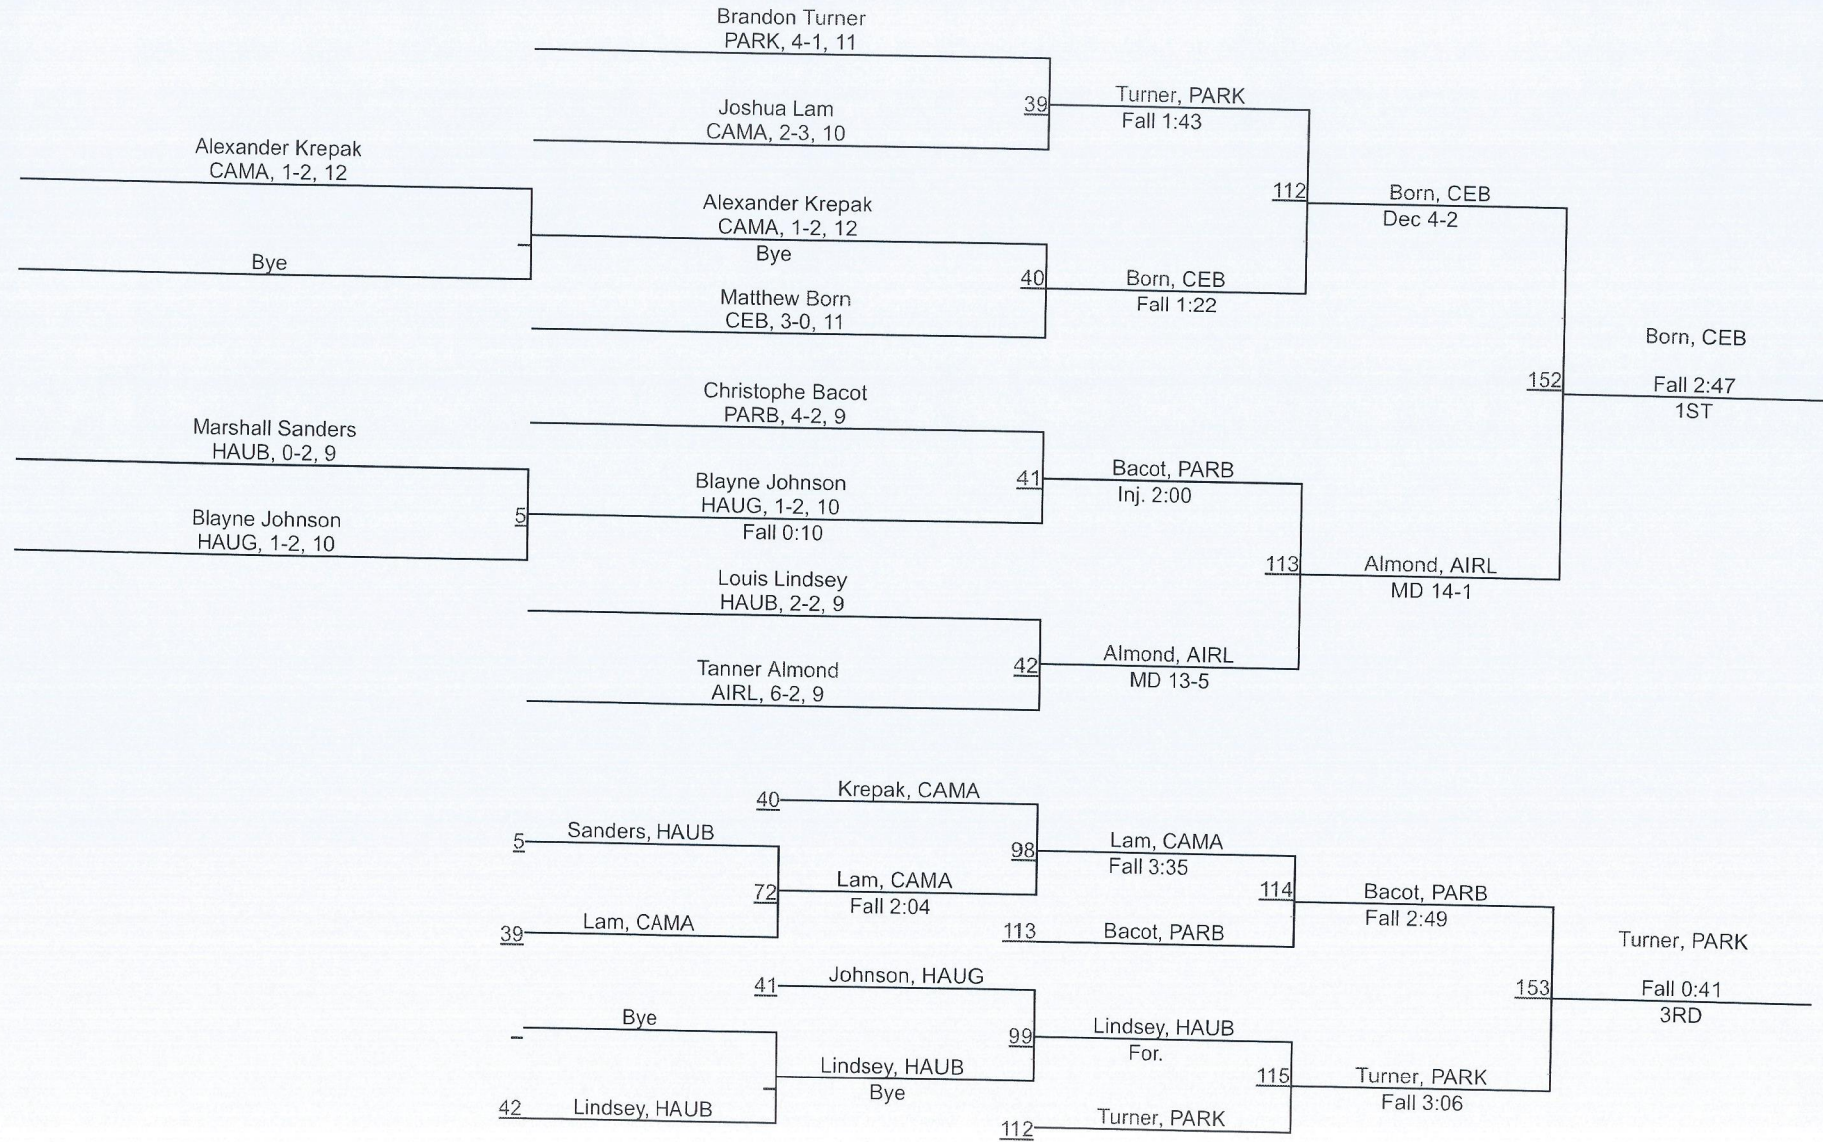 Brandon Turner
PARK, 4-1, 11
39
Turner, PARK
Fall 1:43
Joshua Lam
CAMA, 2-3, 10
Alexander Krepak
CAMA, 1-2, 12
112
Born, CEB
Dec 4-2
Alexander Krepak
CAMA, 1-2, 12
Bye
Bye
40
Born, CEB
Fall 1:22
Matthew Born
CEB, 3-0, 11
Born, CEB
152
Fall 2:47
1ST
Christophe Bacot
PARB, 4-2, 9
Marshall Sanders
HAUB, 0-2, 9
41
Bacot, PARB
Inj. 2:00
Blayne Johnson
HAUG, 1-2, 10
Fall 0:10
5
Blayne Johnson
HAUG, 1-2, 10
113
Almond, AIRL
MD 14-1
Louis Lindsey
HAUB, 2-2, 9
42
Almond, AIRL
MD 13-5
Tanner Almond
AIRL, 6-2, 9
40
Krepak, CAMA
5
Sanders, HAUB
98
Lam, CAMA
Fall 3:35
72
Lam, CAMA
Fall 2:04
114
Bacot, PARB
Fall 2:49
39
Lam, CAMA
113
Bacot, PARB
Turner, PARK
153
Fall 0:41
3RD
41
Johnson, HAUG
Bye
99
Lindsey, HAUB
For.
Lindsey, HAUB
Bye
115
Turner, PARK
Fall 3:06
42
Lindsey, HAUB
112
Turner, PARK